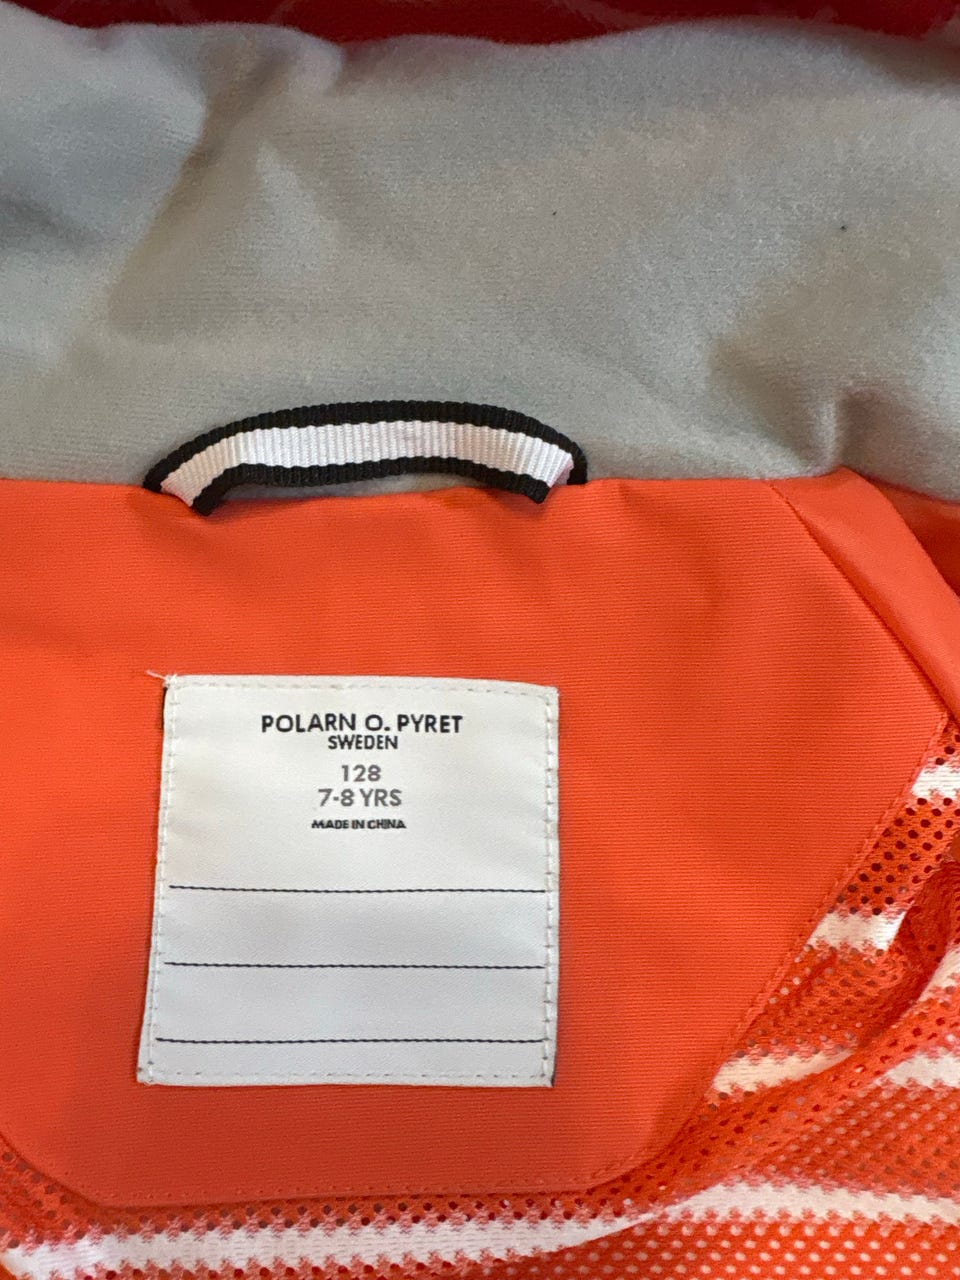 POLARN O. PYRET
SWEDEN
128
7-8 YRS
MADE IN CHINA